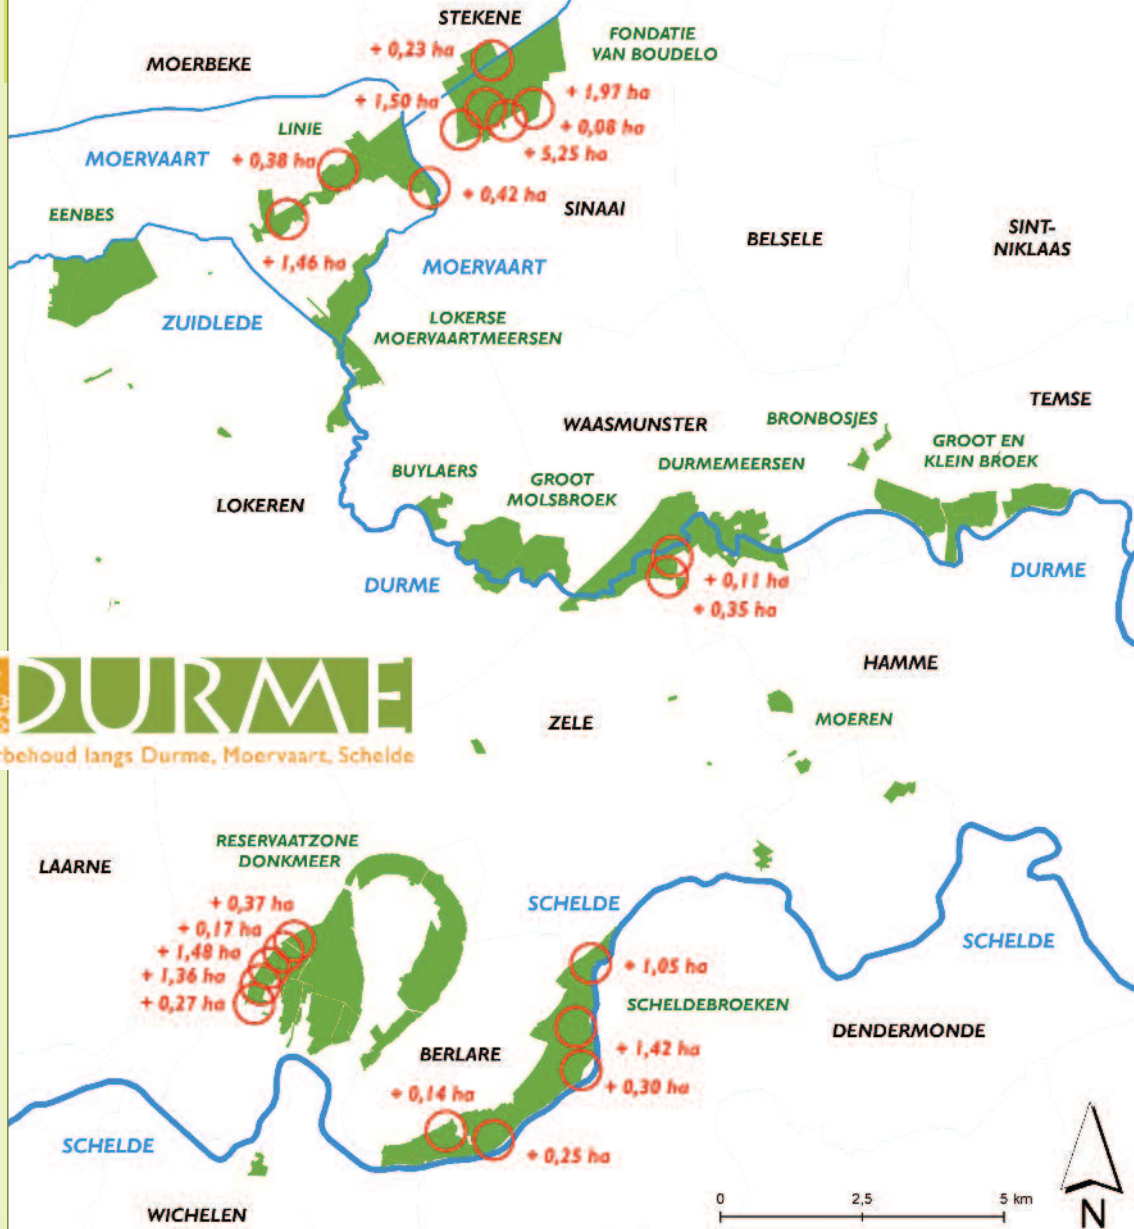 STEKENE
+ 0,23 ha
FONDATIE
VAN BOUDELO
MOERBEKE
+ 1,50 ha
+ 1,97 ha
+ 0,08 ha
+ 5,25 ha
LINIE
MOERVAART
+ 0,38 ha
+ 0,42 ha
SINAAI
EENBES
BELSELE
SINT-
NIKLAAS
+ 1,46 ha
MOERVAART
ZUIDLEDE
LOKERSE
MOERVAARTMEERSEN
TEMSE
WAASMUNSTER
BRONBOSJES
GROOT EN
KLEIN BROEK
BUYLAERS
GROOT
MOLSBROEK
DURMEMEERSEN
LOKEREN
DURME
DURME
+ 0,11 ha
+ 0,35 ha
HAMME
DURME
behoud langs Durme, Moervaart, Schelde
ZELE
MOEREN
RESERVAATZONE
DONKMEER
LAARNE
+ 0,37 ha
+ 0,17 ha
+ 1,48 ha
+ 1,36 ha
+ 0,27 ha
SCHELDE
SCHELDE
+ 1,05 ha
SCHELDEBROEKEN
DENDERMONDE
BERLARE
+ 1,42 ha
+ 0,30 ha
+ 0,14 ha
SCHELDE
+ 0,25 ha
WICHELEN
0 2,5 5 km
N